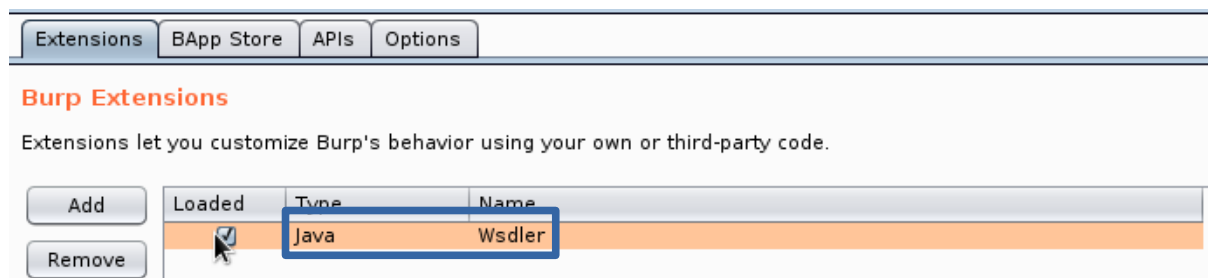 Extensions BApp Store APIs Options
Burp Extensions
Extensions let you customize Burp's behavior using your own or third-party code.
Add Loaded Type Name
Java Wsdler
Remove